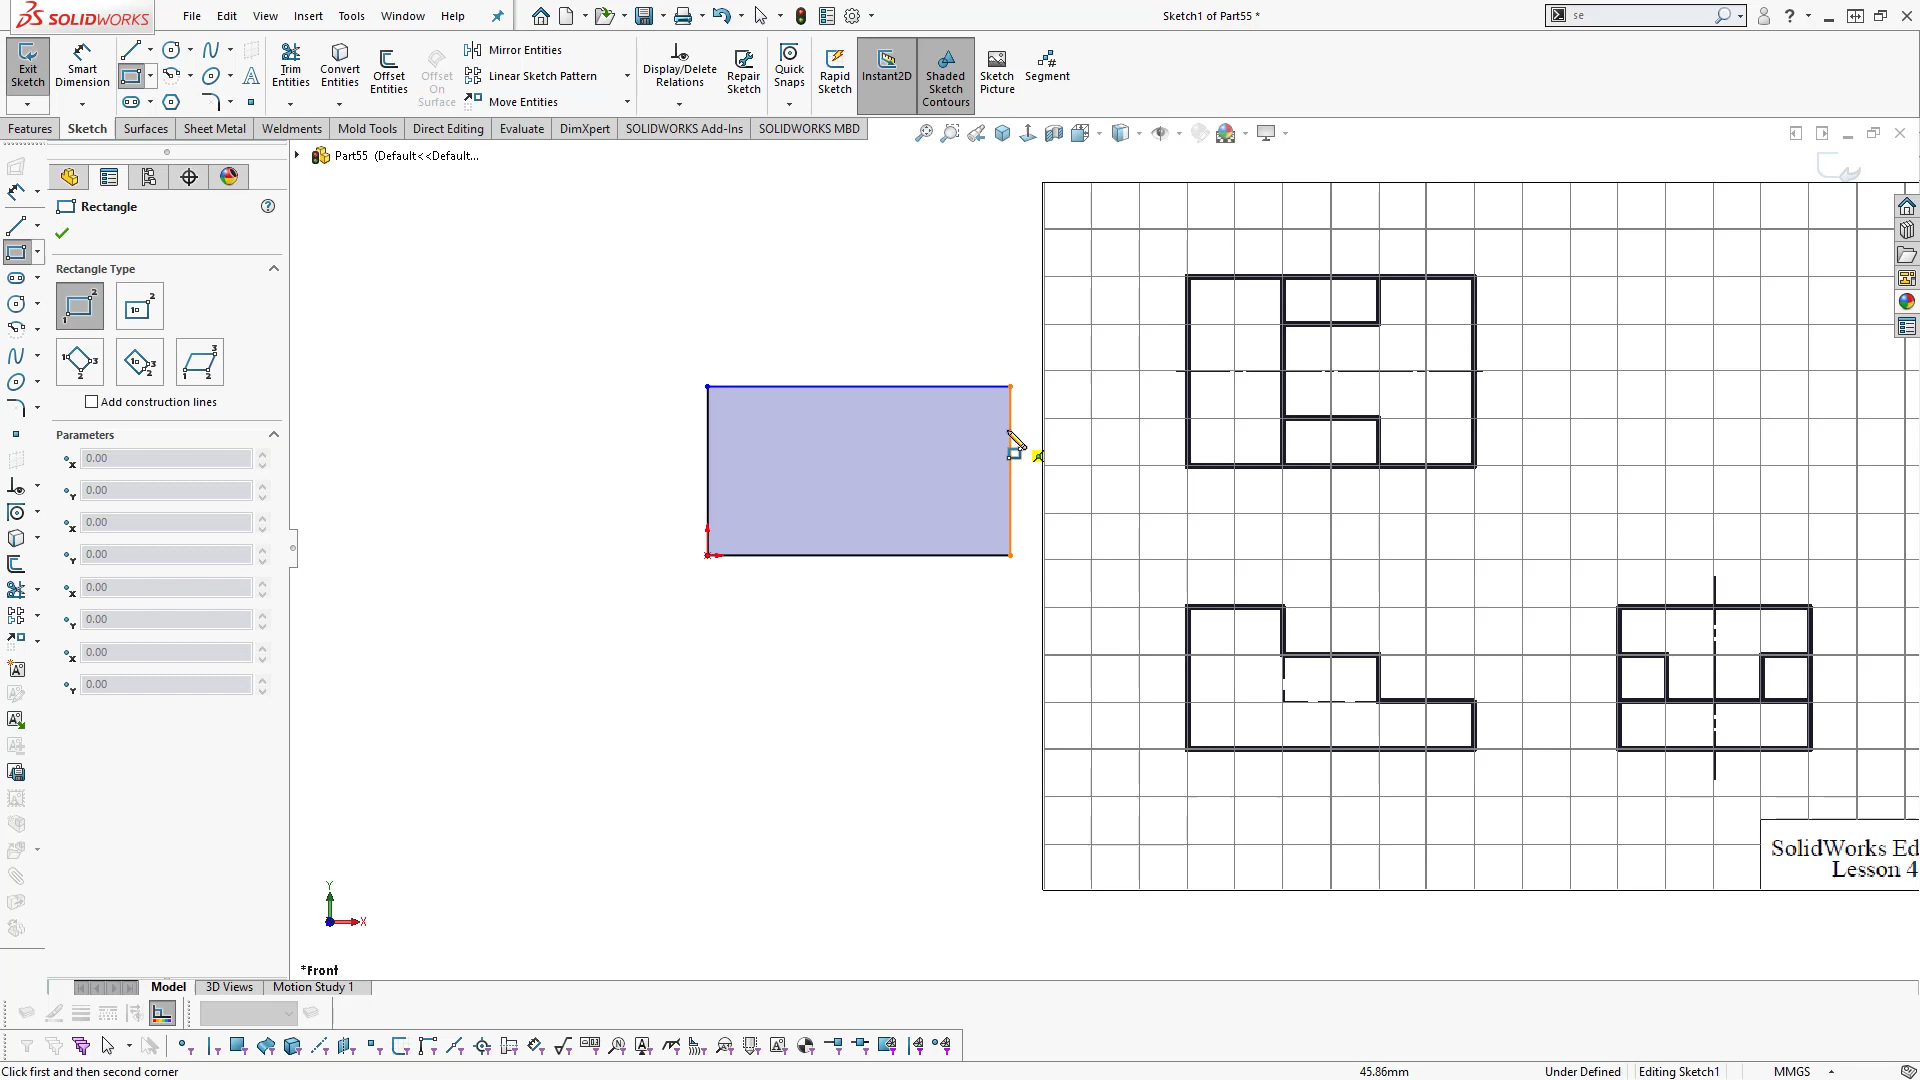 SOLIDWORKS
File Edit View Insert Tools Window Help
Sketch1 of Part55 *
se
Exit Sketch
Smart Dimension
Trim Entities
Convert Entities
Offset Entities
Offset On Surface
Mirror Entities
Linear Sketch Pattern
Move Entities
Display/Delete Relations
Repair Sketch
Quick Snaps
Rapid Sketch
Instant2D
Shaded Sketch Contours
Sketch Picture
Segment
Features Sketch Surfaces Sheet Metal Weldments Mold Tools Direct Editing Evaluate DimXpert SOLIDWORKS Add-Ins SOLIDWORKS MBD
Part55 (Default<<Default...
Rectangle
Rectangle Type
Add construction lines
Parameters
0.00
0.00
0.00
0.00
0.00
0.00
0.00
0.00
SolidWorks Ed
Lesson 4
Y
X
*Front
Model 3D Views Motion Study 1
Click first and then second corner
45.86mm Under Defined Editing Sketch1 MMGS